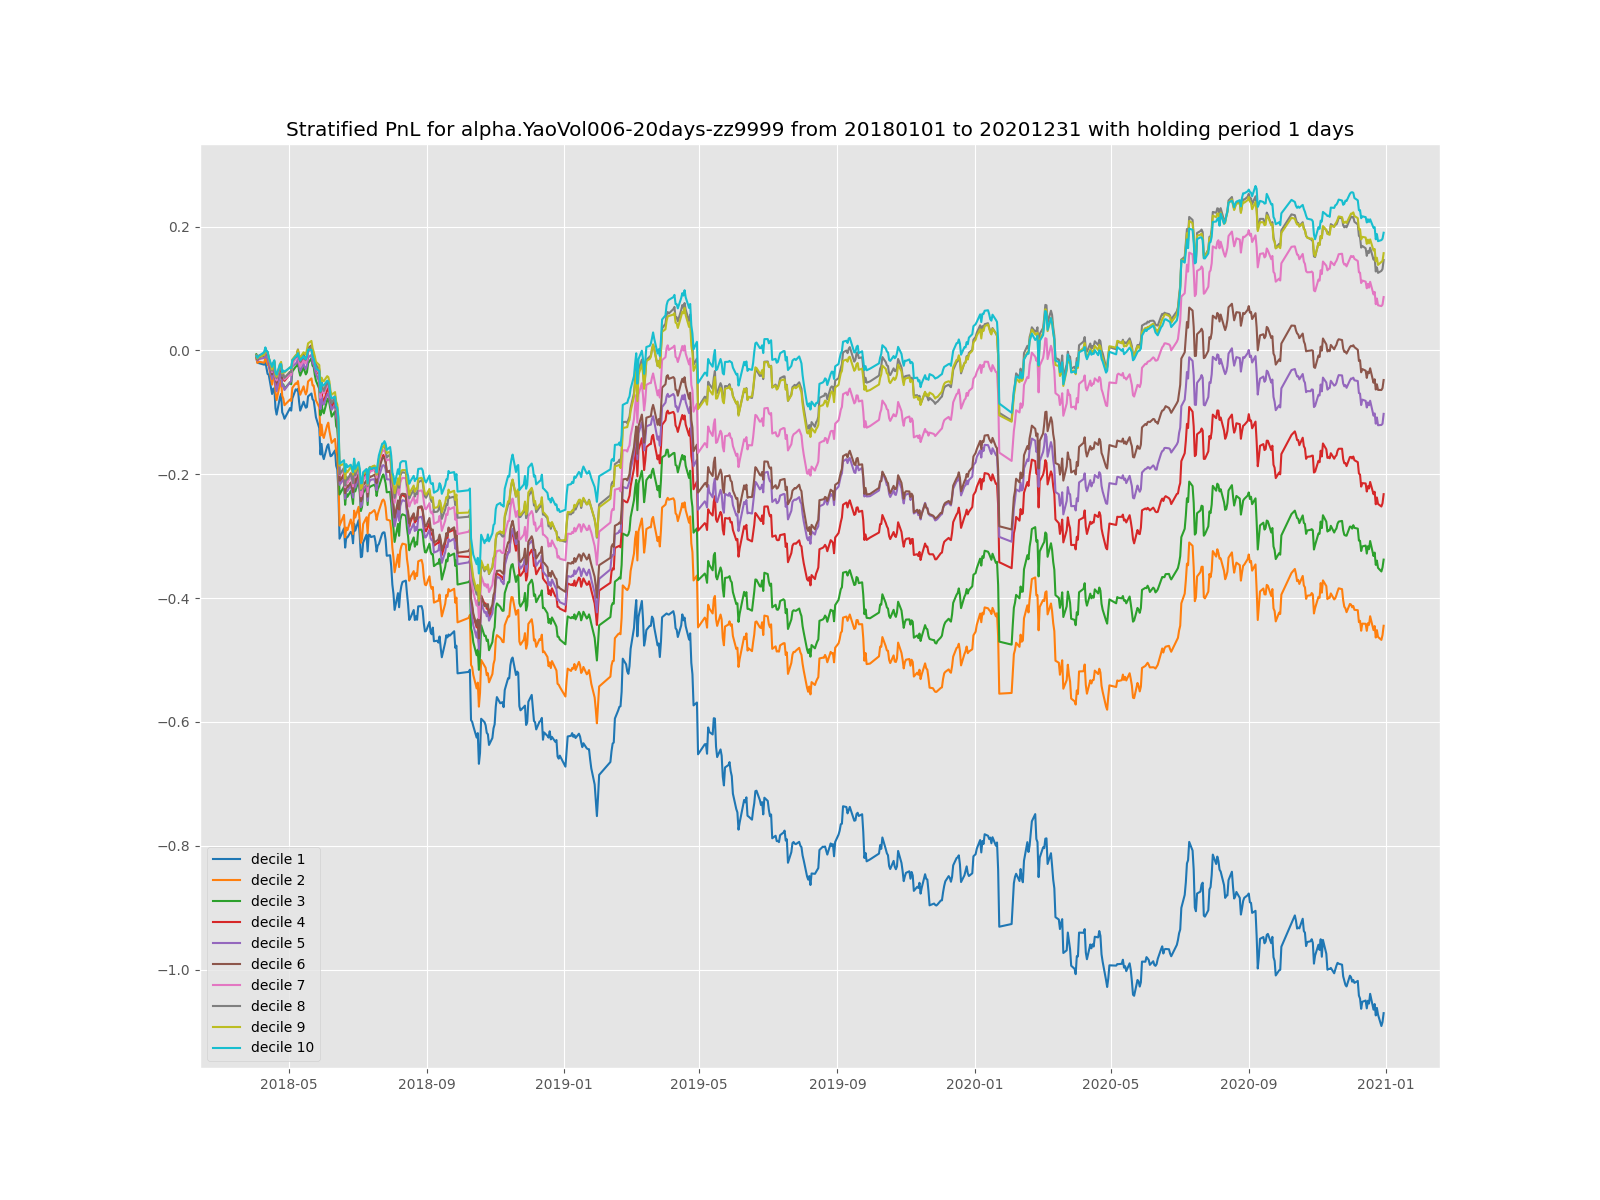 Stratified PnL for alpha.YaoVol006-20days-zz9999 from 20180101 to 20201231 with holding period 1 days
0.2
0.0
−0.2
−0.4
−0.6
−0.8
−1.0
decile 1
decile 2
decile 3
decile 4
decile 5
decile 6
decile 7
decile 8
decile 9
decile 10
2018-05 2018-09 2019-01 2019-05 2019-09 2020-01 2020-05 2020-09 2021-01